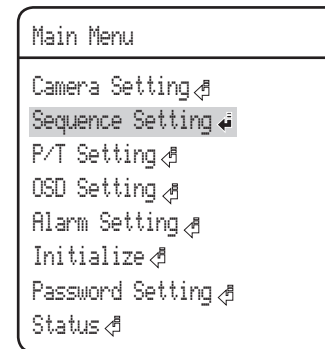 Main Menu
Camera Setting
Sequence Setting
P/T Setting
OSD Setting
Alarm Setting
Initialize
Password Setting
Status